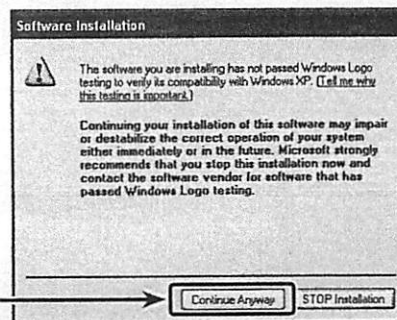 Software Installation
The software you are installing has not passed Windows Logo
testing to verify its compatibility with Windows XP. (Tell me why
this testing is important.)
Continuing your installation of this software may impair
or destabilize the correct operation of your system
either immediately or in the future. Microsoft strongly
recommends that you stop this installation now and
contact the software vendor for software that has
passed Windows Logo testing.
Continue Anyway STOP Installation